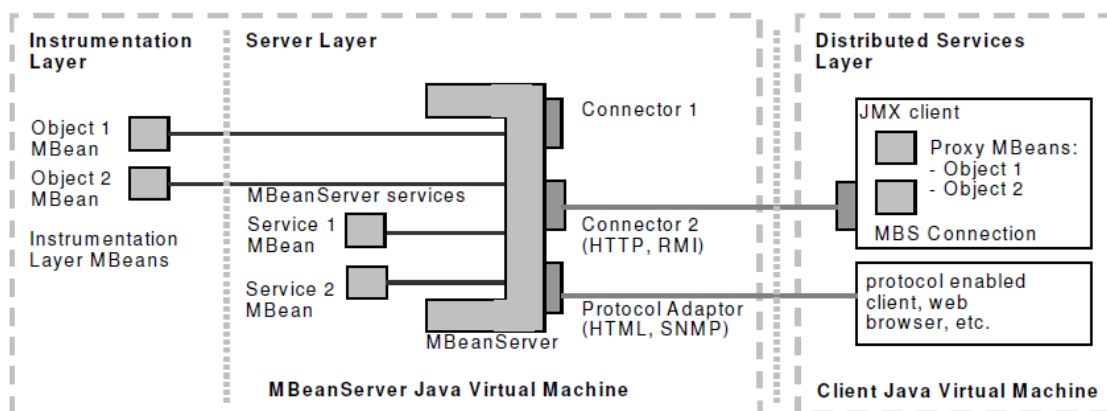 Instrumentation
Layer
Object 1
MBean
Object 2
MBean
Instrumentation
Layer MBeans
Server Layer
MBeanServer services
Service 1
MBean
Service 2
MBean
MBeanServer
Connector 1
Connector 2
(HTTP, RMI)
Protocol Adaptor
(HTML, SNMP)
MBeanServer Java Virtual Machine
Distributed Services
Layer
JMX client
Proxy MBeans:
- Object 1
- Object 2
MBS Connection
protocol enabled
client, web
browser, etc.
Client Java Virtual Machine